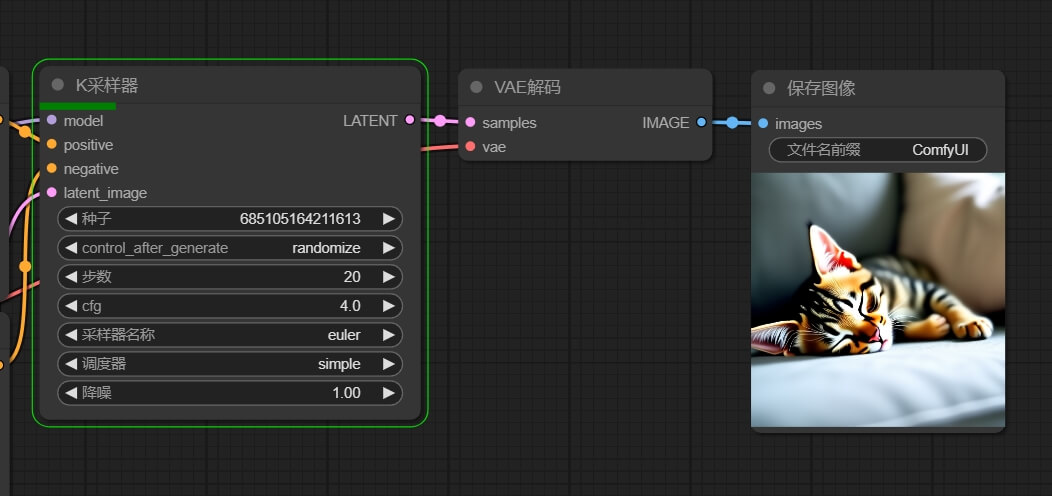 K采样器
model
LATENT
positive
negative
latent_image
种子 685105164211613
control_after_generate randomize
步数 20
cfg 4.0
采样器名称 euler
调度器 simple
降噪 1.00
VAE解码
samples
IMAGE
vae
保存图像
images
文件名前缀 ComfyUI